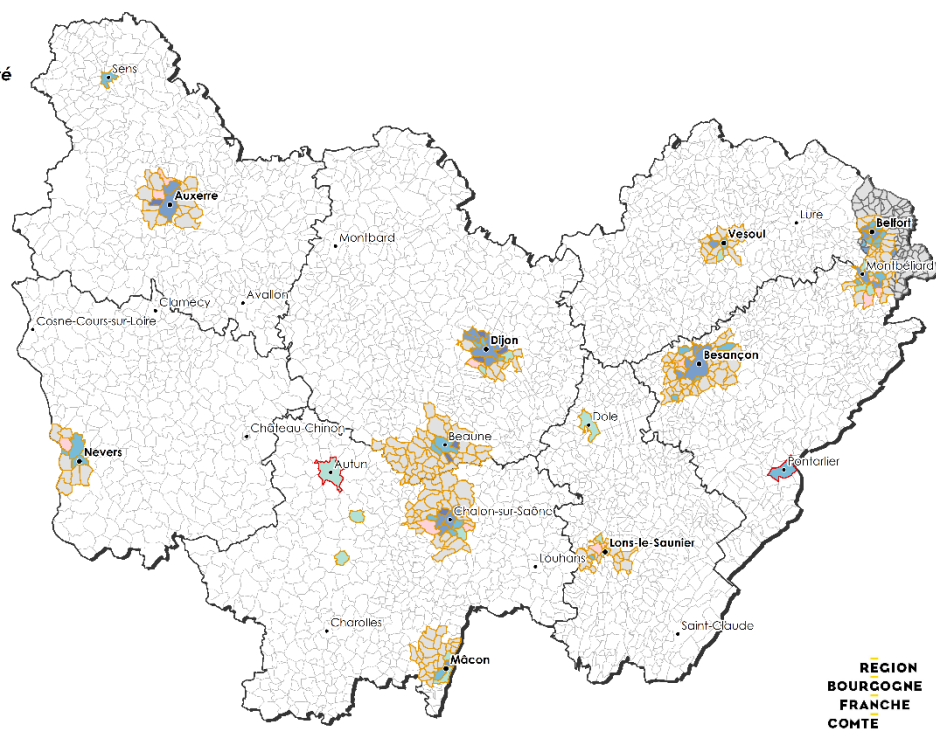 té
Sens
Auxerre
Montbard
Lure
Belfort
Vesoul
Montbéliard
Clamecy
Avallon
Cosne-Cours-sur-Loire
Dijon
Besançon
Dole
Château-Chinon
Beaune
Nevers
Autun
Pontarlier
Chalon-sur-Saône
Lons-le-Saunier
Louhans
Charolles
Saint-Claude
Mâcon
REGION
BOURGOGNE
FRANCHE
COMTE